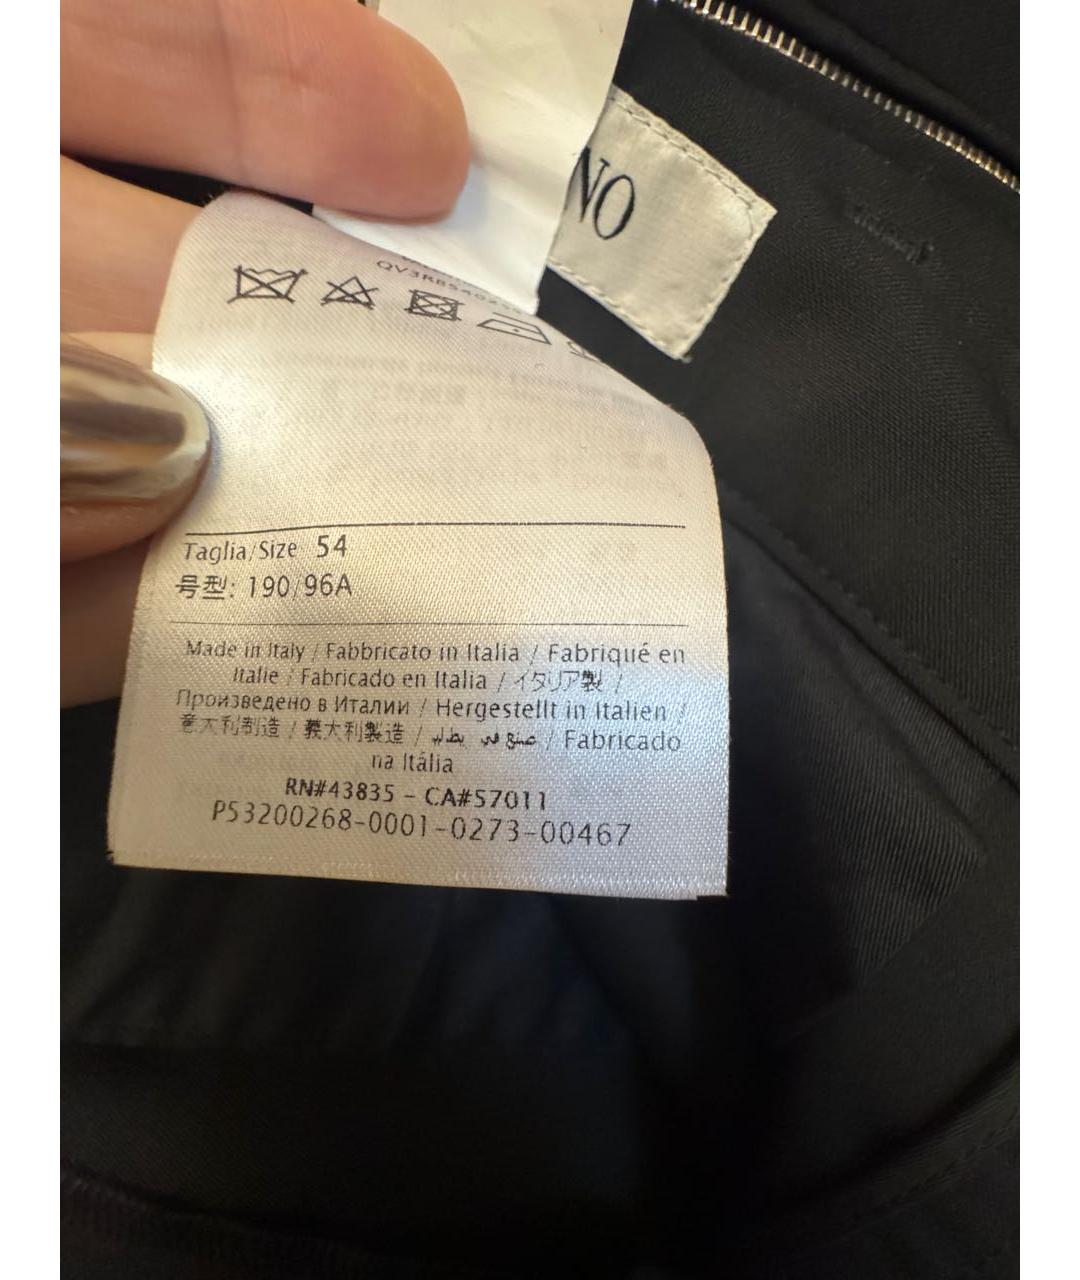 NO
QV3RB
Taglia/Size 54
号型: 190/96A
Made in Italy / Fabbricato in Italia / Fabriqué en
Italie / Fabricado en Italia / イタリア製 /
Произведено в Италии / Hergestellt in Italien /
意大利制造 / 義大利製造 / صنع في إيطاليا / Fabricado
na Itália
RN#43835 - CA#57011
P53200268-0001-0273-00467